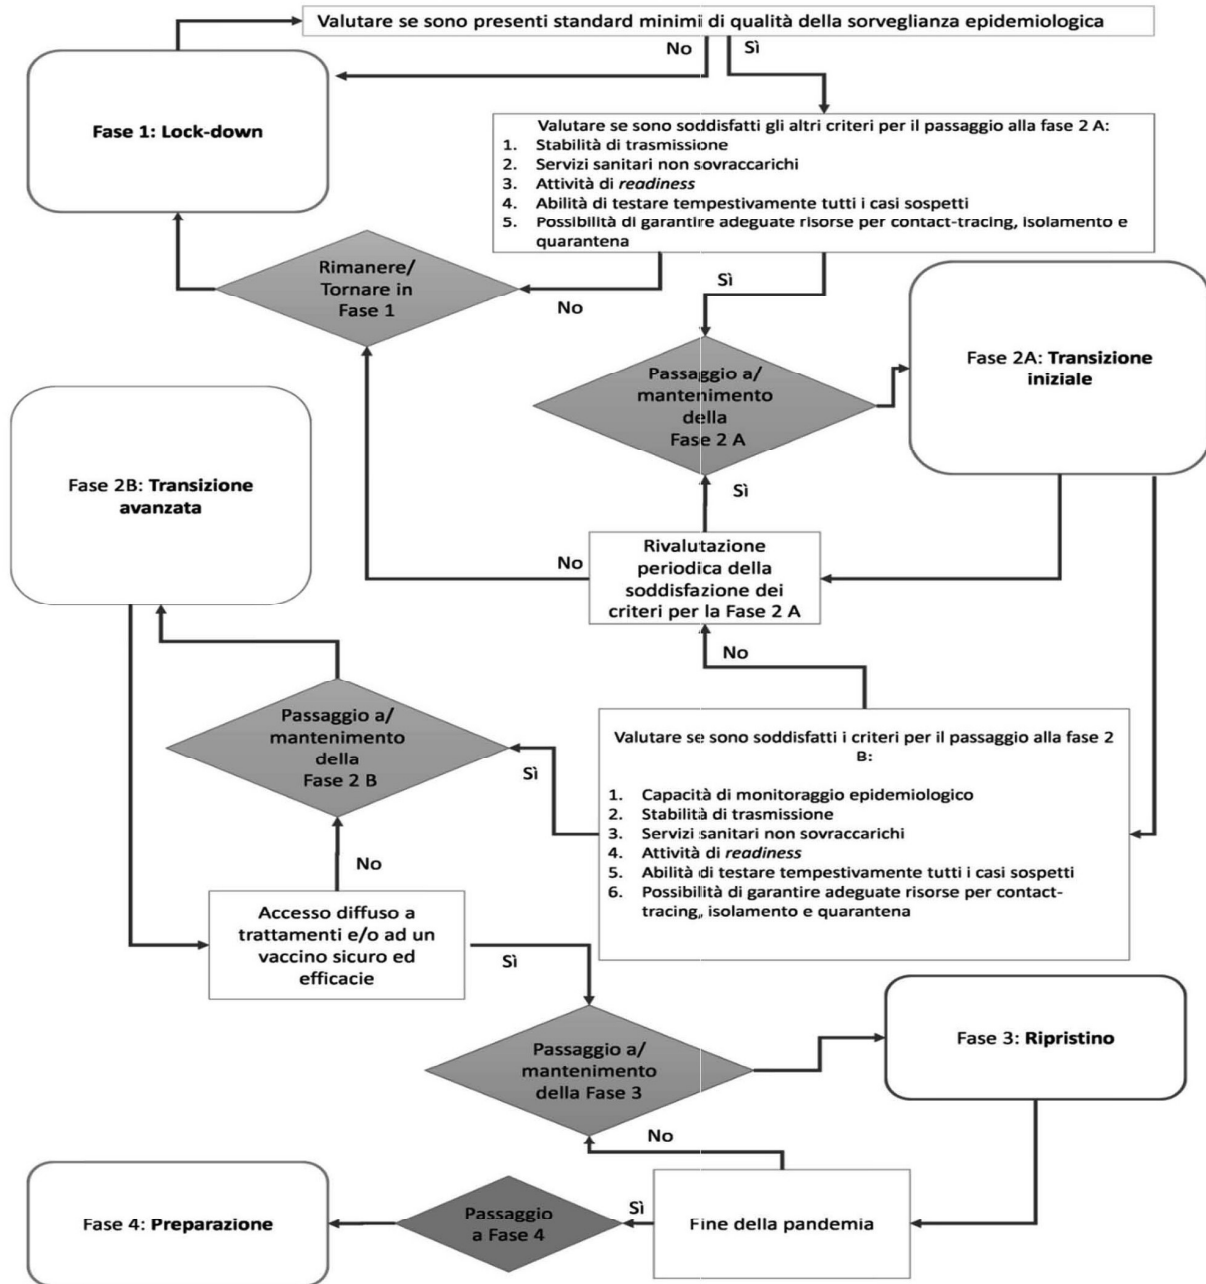 Valutare se sono presenti standard minimi di qualità della sorveglianza epidemiologica
No
Sì
Fase 1: Lock-down
Valutare se sono soddisfatti gli altri criteri per il passaggio alla fase 2 A:
1. Stabilità di trasmissione
2. Servizi sanitari non sovraccarichi
3. Attività di readiness
4. Abilità di testare tempestivamente tutti i casi sospetti
5. Possibilità di garantire adeguate risorse per contact-tracing, isolamento e
quarantena
Rimanere/
Tornare in
Fase 1
No
Sì
Passaggio a/
mantenimento
della
Fase 2 A
Fase 2A: Transizione
iniziale
Sì
Fase 2B: Transizione
avanzata
No
Rivalutazione
periodica della
soddisfazione dei
criteri per la Fase 2 A
No
Passaggio a/
mantenimento
della
Fase 2 B
Sì
Valutare se sono soddisfatti i criteri per il passaggio alla fase 2
B:
1. Capacità di monitoraggio epidemiologico
2. Stabilità di trasmissione
3. Servizi sanitari non sovraccarichi
4. Attività di readiness
5. Abilità di testare tempestivamente tutti i casi sospetti
6. Possibilità di garantire adeguate risorse per contact-
tracing, isolamento e quarantena
No
Accesso diffuso a
trattamenti e/o ad un
vaccino sicuro ed
efficacie
Sì
Passaggio a/
mantenimento
della Fase 3
Fase 3: Ripristino
No
Fine della pandemia
Sì
Passaggio
a Fase 4
Fase 4: Preparazione